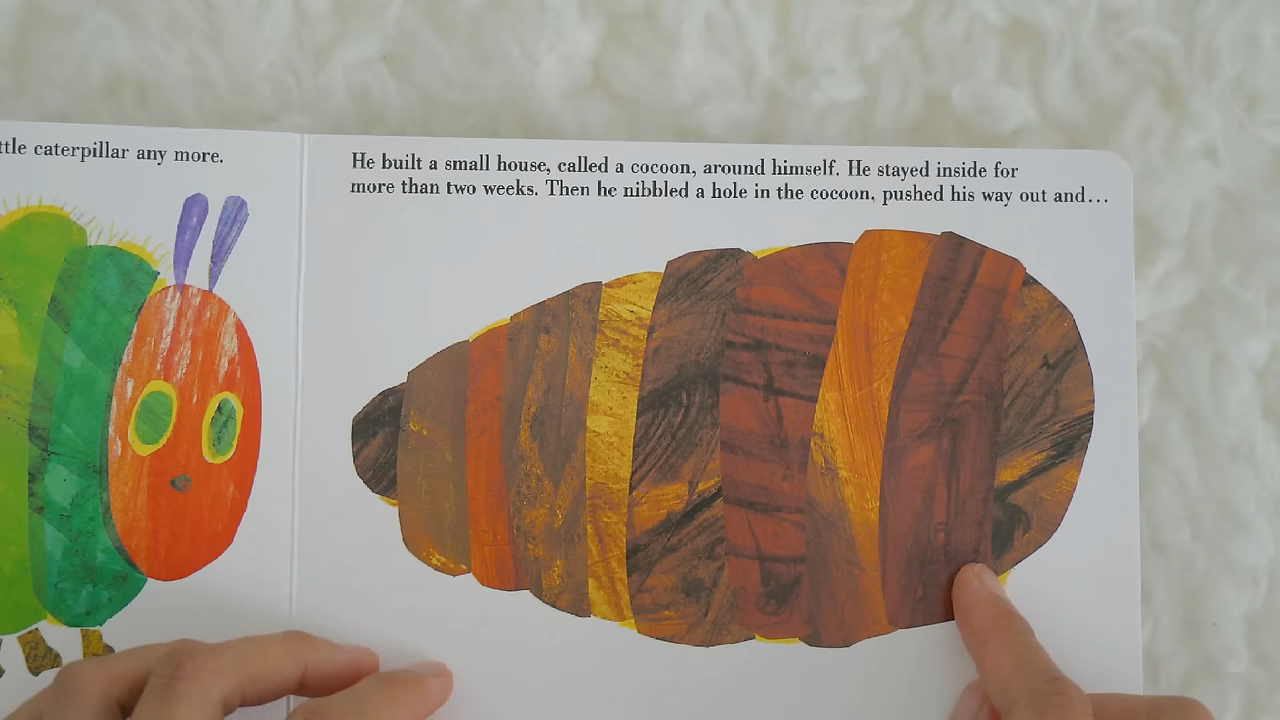 caterpillar any more.
He built a small house, called a cocoon, around himself. He stayed inside for
more than two weeks. Then he nibbled a hole in the cocoon, pushed his way out and...